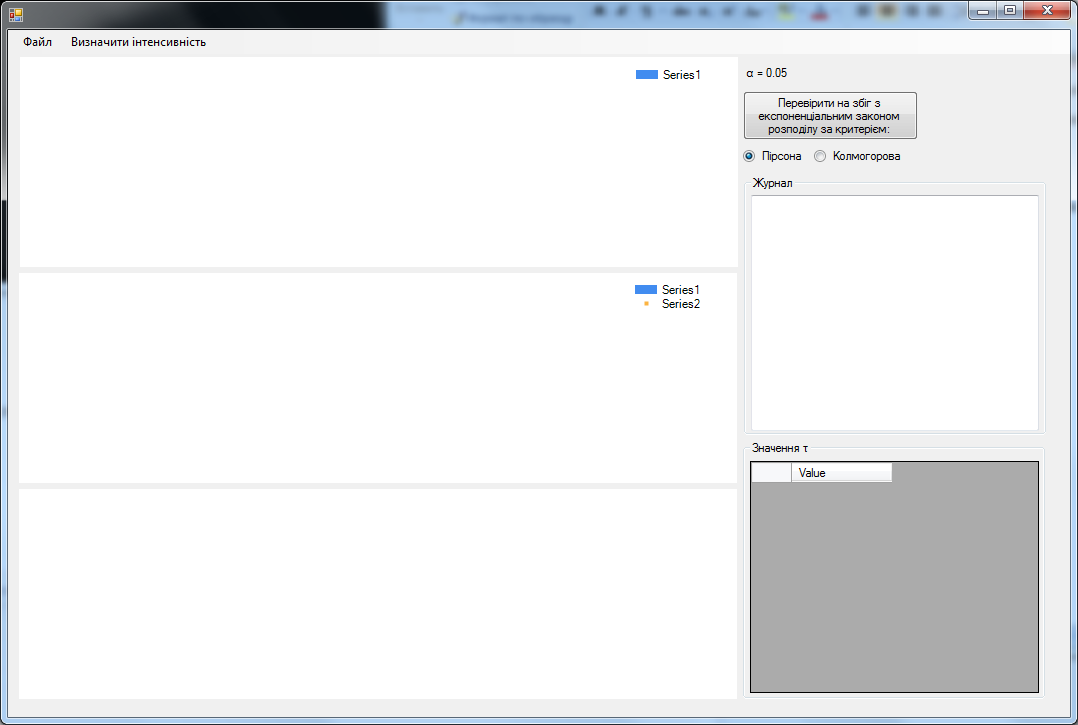 Файл Визначити інтенсивність
Series1
α = 0.05
Перевірити на збіг з
експоненціальним законом
розподілу за критерієм:
Пірсона Колмогорова
Журнал
Series1
Series2
Значення τ
Value